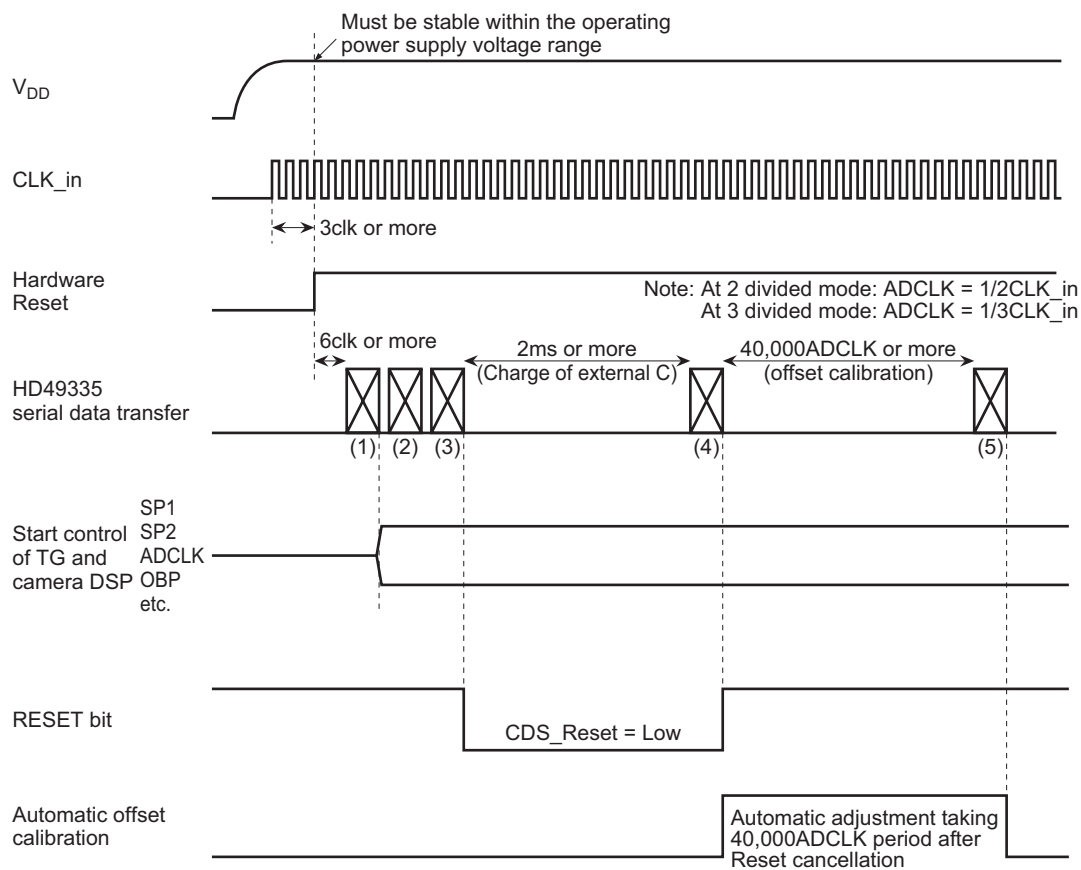 Must be stable within the operating
power supply voltage range
VDD
CLK_in
3clk or more
Hardware
Reset
Note: At 2 divided mode: ADCLK = 1/2CLK_in
At 3 divided mode: ADCLK = 1/3CLK_in
6clk or more
2ms or more
(Charge of external C)
40,000ADCLK or more
(offset calibration)
HD49335
serial data transfer
(1)
(2)
(3)
(4)
(5)
Start control
of TG and
camera DSP
SP1
SP2
ADCLK
OBP
etc.
RESET bit
CDS_Reset = Low
Automatic offset
calibration
Automatic adjustment taking
40,000ADCLK period after
Reset cancellation